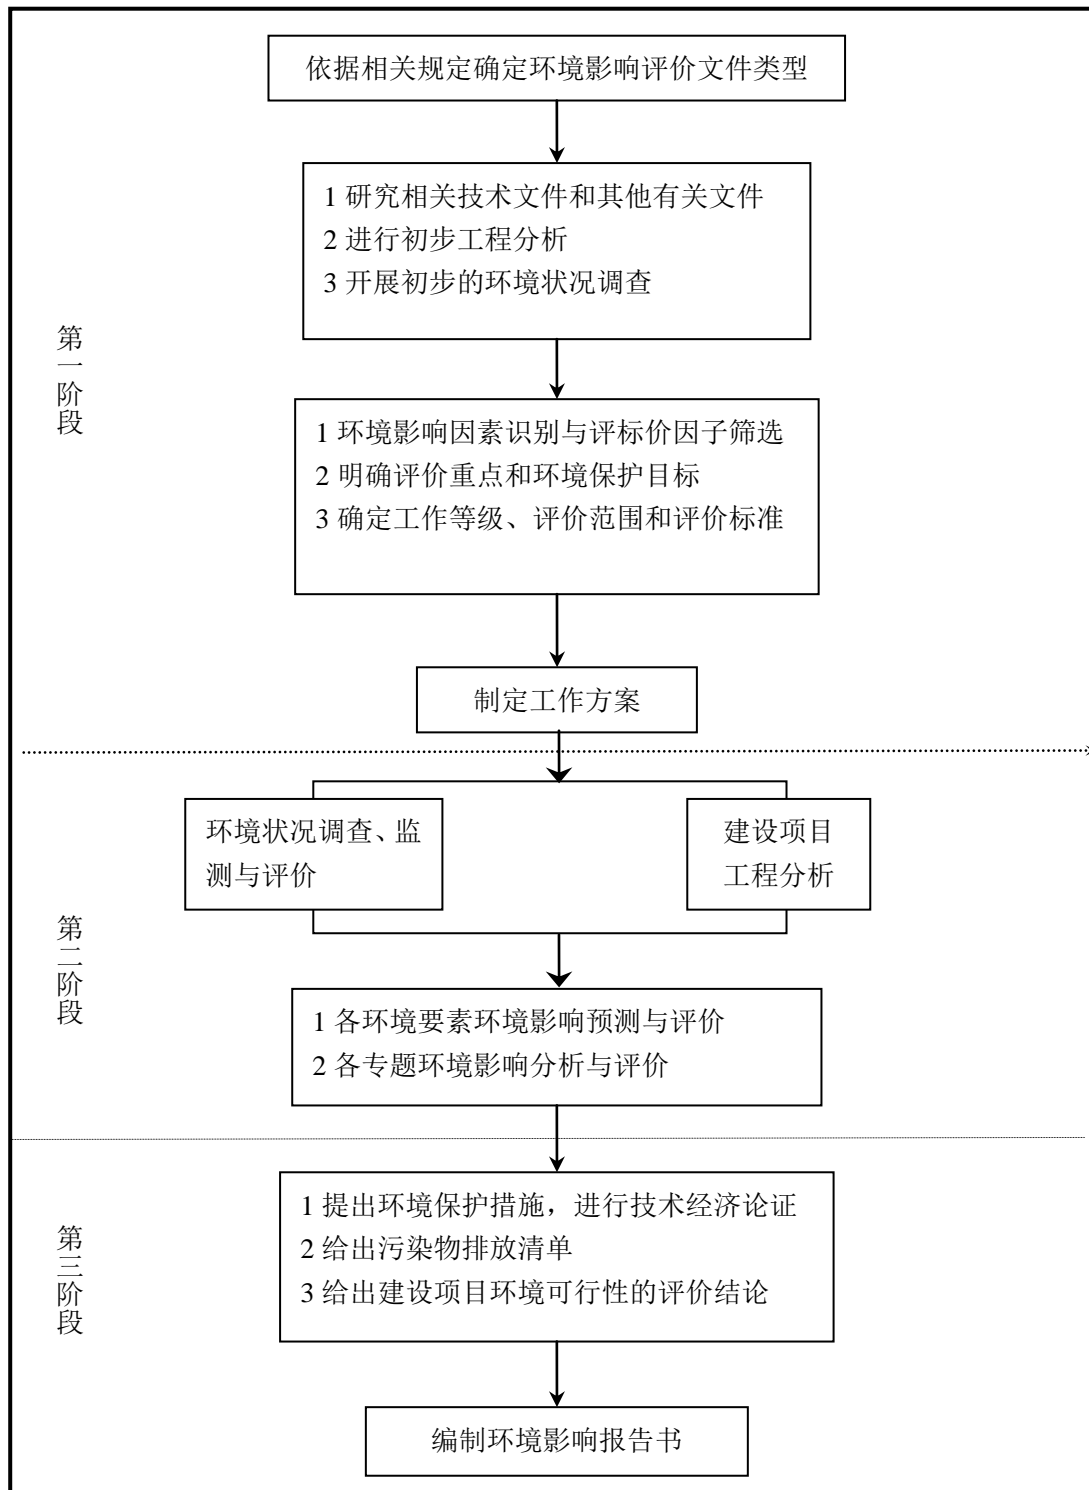 依据相关规定确定环境影响评价文件类型
1 研究相关技术文件和其他有关文件
2 进行初步工程分析
3 开展初步的环境状况调查
第一阶段
1 环境影响因素识别与评标价因子筛选
2 明确评价重点和环境保护目标
3 确定工作等级、评价范围和评价标准
制定工作方案
环境状况调查、监
测与评价
建设项目
工程分析
第二阶段
1 各环境要素环境影响预测与评价
2 各专题环境影响分析与评价
第三阶段
1 提出环境保护措施，进行技术经济论证
2 给出污染物排放清单
3 给出建设项目环境可行性的评价结论
编制环境影响报告书